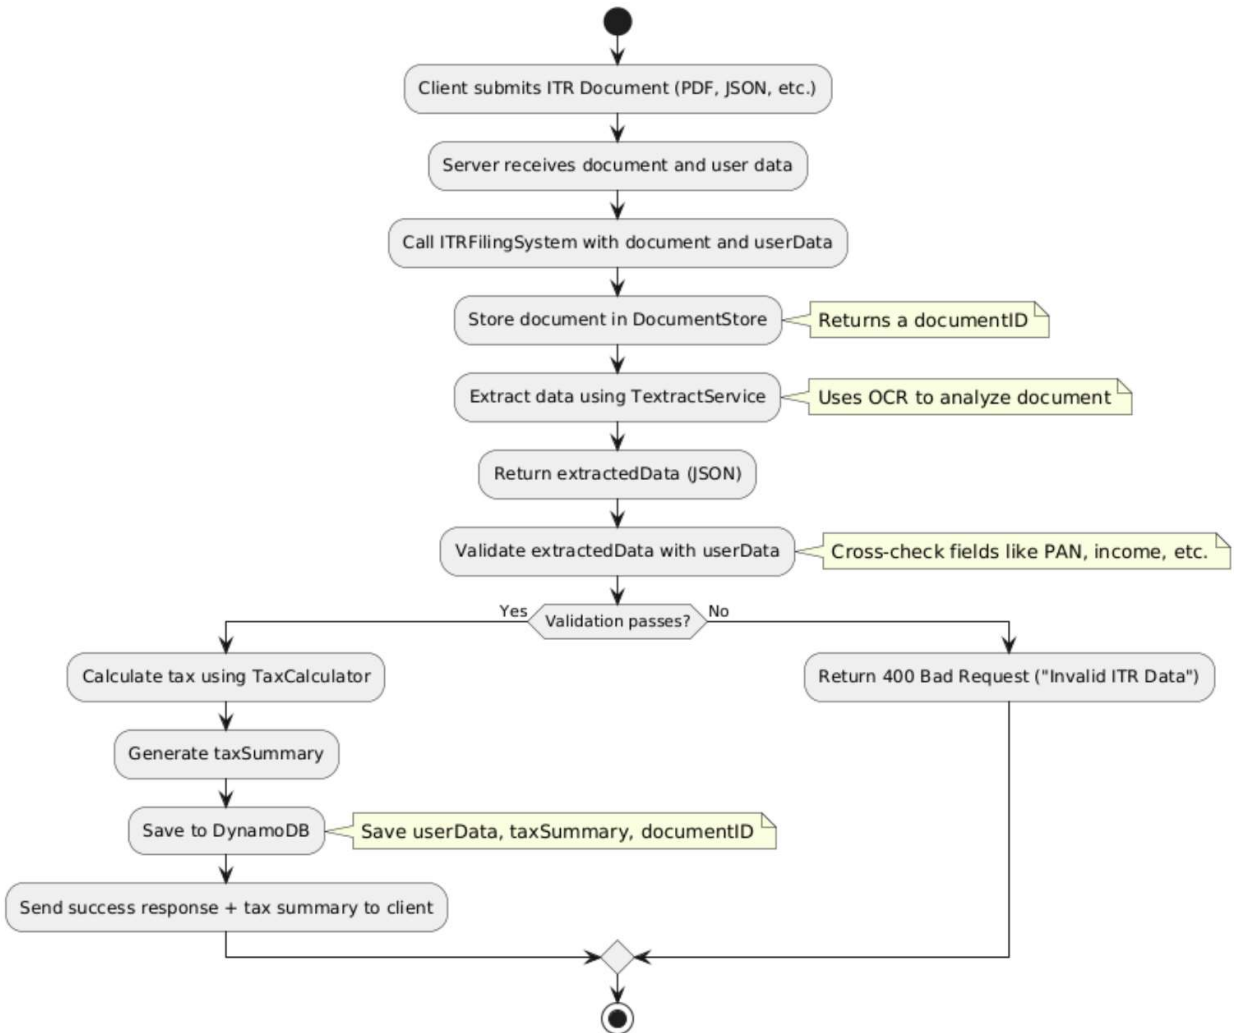 Client submits ITR Document (PDF, JSON, etc.)
Server receives document and user data
Call ITRFilingSystem with document and userData
Store document in DocumentStore
Returns a documentID
Extract data using TextractService
Uses OCR to analyze document
Return extractedData (JSON)
Validate extractedData with userData
Cross-check fields like PAN, income, etc.
Yes
Validation passes?
No
Calculate tax using TaxCalculator
Return 400 Bad Request ("Invalid ITR Data")
Generate taxSummary
Save to DynamoDB
Save userData, taxSummary, documentID
Send success response + tax summary to client